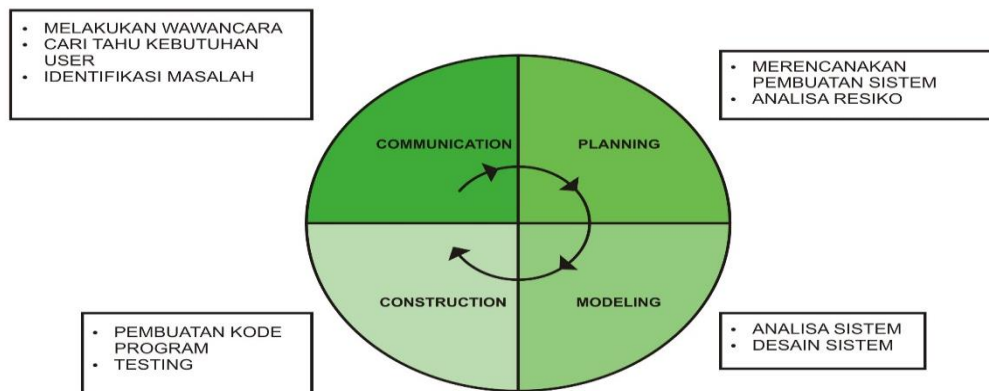 • MELAKUKAN WAWANCARA
• CARI TAHU KEBUTUHAN
USER
• IDENTIFIKASI MASALAH
• MERENCANAKAN
PEMBUATAN SISTEM
• ANALISA RESIKO
COMMUNICATION
PLANNING
CONSTRUCTION
MODELING
• PEMBUATAN KODE
PROGRAM
• TESTING
• ANALISA SISTEM
• DESAIN SISTEM